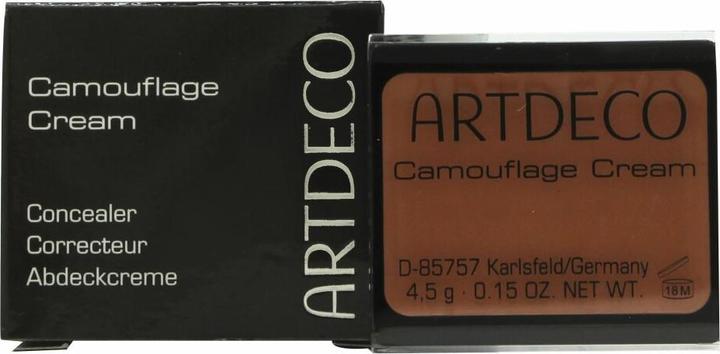 Camouflage
Cream
Concealer
Correcteur
Abdeckcreme
ARTDECO
ARTDECO
Camouflage Cream
D-85757 Karlsfeld/Germany
4,5 g · 0.15 OZ. NET WT.
18M